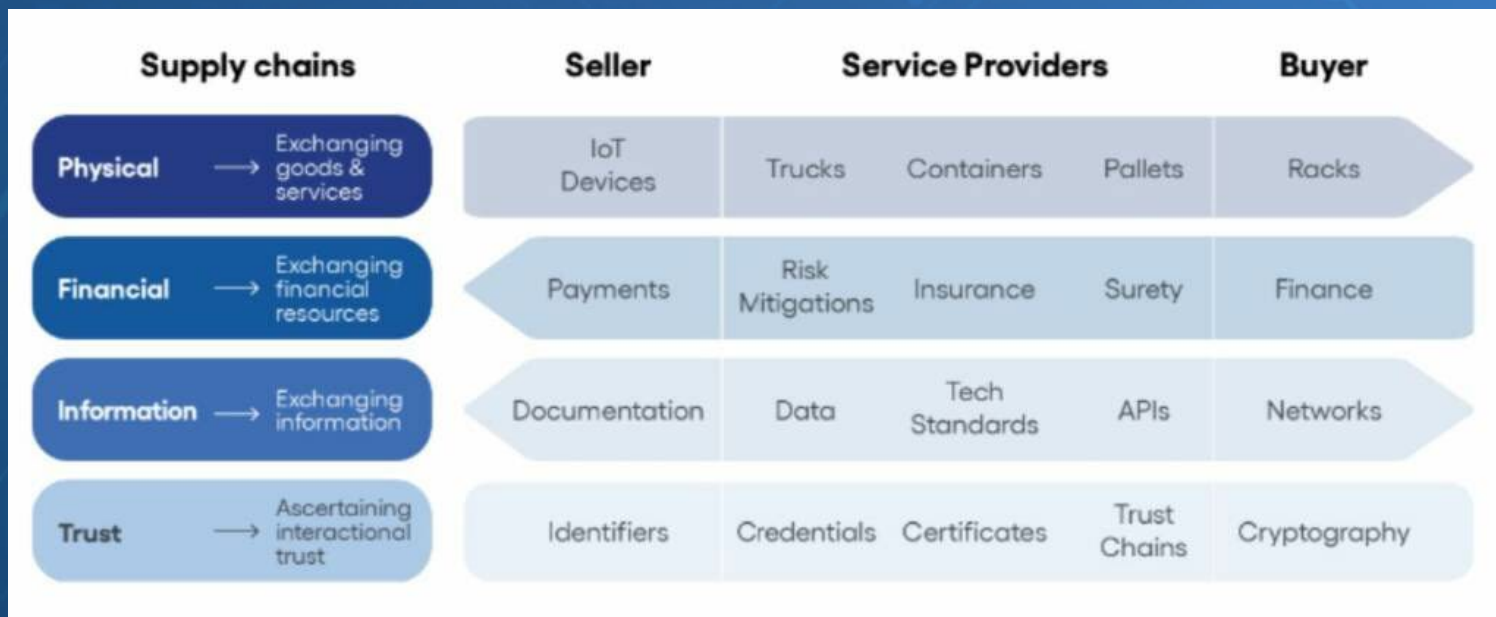 Supply chains Seller Service Providers Buyer
Physical → Exchanging goods & services
IoT Devices
Trucks
Containers
Pallets
Racks
Financial → Exchanging financial resources
Payments
Risk Mitigations
Insurance
Surety
Finance
Information → Exchanging information
Documentation
Data
Tech Standards
APIs
Networks
Trust → Ascertaining interactional trust
Identifiers
Credentials
Certificates
Trust Chains
Cryptography